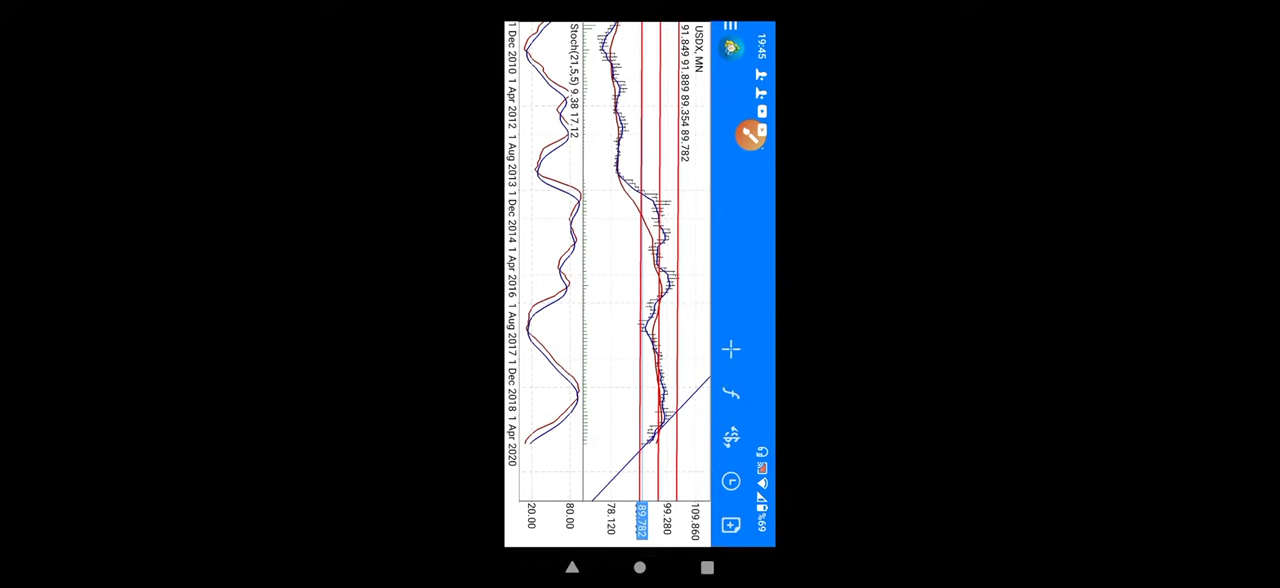 19:45
%69
USDX, MN
91.849 91.889 89.354 89.782
109.860
99.280
89.782
78.120
Stoch(21,5,5) 9.38 17.12
80.00
20.00
1 Dec 2010 1 Apr 2012 1 Aug 2013 1 Dec 2014 1 Apr 2016 1 Aug 2017 1 Dec 2018 1 Apr 2020